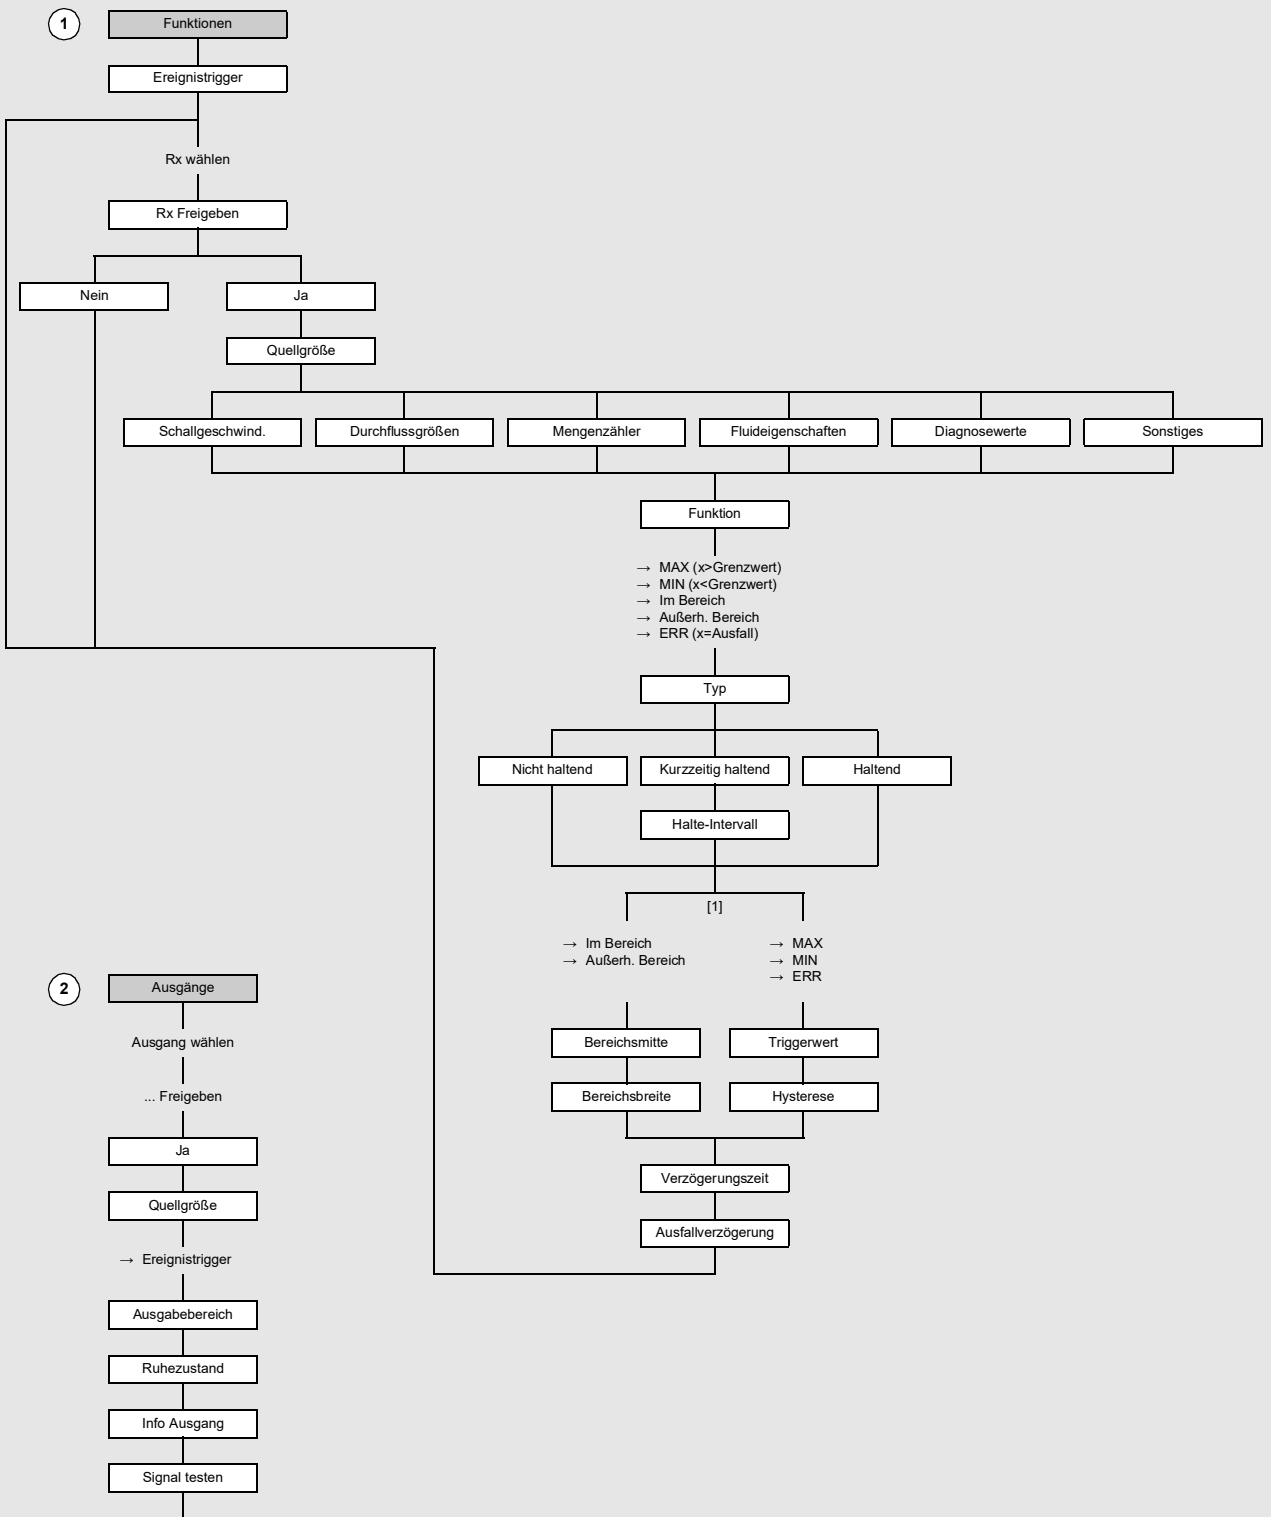 1
Funktionen
Ereignistrigger
Rx wählen
Rx Freigeben
Nein
Ja
Quellgröße
Schallgeschwind.
Durchflussgrößen
Mengenzähler
Fluideigenschaften
Diagnosewerte
Sonstiges
Funktion
→ MAX (x>Grenzwert)
→ MIN (x<Grenzwert)
→ Im Bereich
→ Außerh. Bereich
→ ERR (x=Ausfall)
Typ
Nicht haltend
Kurzzeitig haltend
Haltend
Halte-Intervall
[1]
→ Im Bereich
→ Außerh. Bereich
→ MAX
→ MIN
→ ERR
Bereichsmitte
Triggerwert
Bereichsbreite
Hysterese
Verzögerungszeit
Ausfallverzögerung
2
Ausgänge
Ausgang wählen
... Freigeben
Ja
Quellgröße
→ Ereignistrigger
Ausgabebereich
Ruhezustand
Info Ausgang
Signal testen